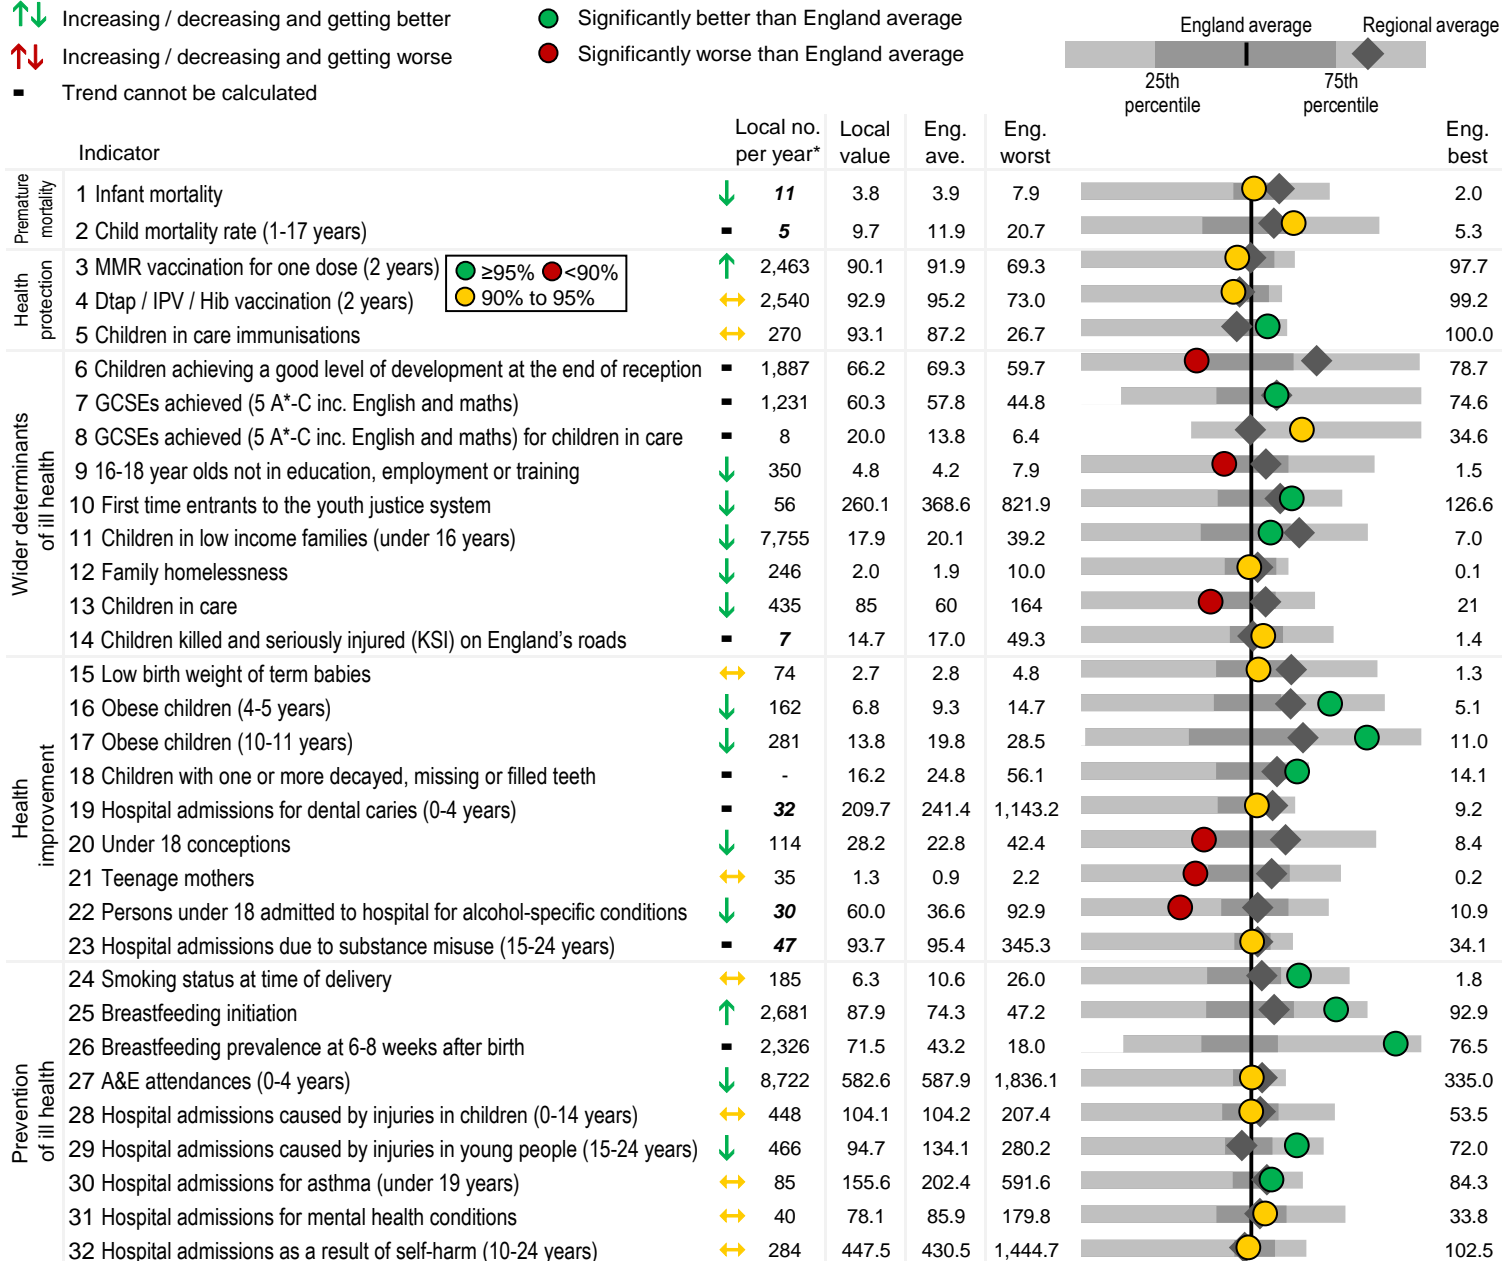 Increasing / decreasing and getting better
Significantly better than England average
England average Regional average
Increasing / decreasing and getting worse
Significantly worse than England average
25th percentile
75th percentile
Trend cannot be calculated
Indicator
Local no. per year*
Local value
Eng. ave.
Eng. worst
Eng. best
Premature mortality
1 Infant mortality 11 3.8 3.9 7.9 2.0
2 Child mortality rate (1-17 years) - 5 9.7 11.9 20.7 5.3
Health protection
3 MMR vaccination for one dose (2 years) 2,463 90.1 91.9 69.3 97.7
≥95% <90%
90% to 95%
4 Dtap / IPV / Hib vaccination (2 years) 2,540 92.9 95.2 73.0 99.2
5 Children in care immunisations 270 93.1 87.2 26.7 100.0
Wider determinants of ill health
6 Children achieving a good level of development at the end of reception - 1,887 66.2 69.3 59.7 78.7
7 GCSEs achieved (5 A*-C inc. English and maths) - 1,231 60.3 57.8 44.8 74.6
8 GCSEs achieved (5 A*-C inc. English and maths) for children in care - 8 20.0 13.8 6.4 34.6
9 16-18 year olds not in education, employment or training 350 4.8 4.2 7.9 1.5
10 First time entrants to the youth justice system 56 260.1 368.6 821.9 126.6
11 Children in low income families (under 16 years) 7,755 17.9 20.1 39.2 7.0
12 Family homelessness 246 2.0 1.9 10.0 0.1
13 Children in care 435 85 60 164 21
14 Children killed and seriously injured (KSI) on England's roads - 7 14.7 17.0 49.3 1.4
Health improvement
15 Low birth weight of term babies 74 2.7 2.8 4.8 1.3
16 Obese children (4-5 years) 162 6.8 9.3 14.7 5.1
17 Obese children (10-11 years) 281 13.8 19.8 28.5 11.0
18 Children with one or more decayed, missing or filled teeth - - 16.2 24.8 56.1 14.1
19 Hospital admissions for dental caries (0-4 years) - 32 209.7 241.4 1,143.2 9.2
20 Under 18 conceptions 114 28.2 22.8 42.4 8.4
21 Teenage mothers 35 1.3 0.9 2.2 0.2
22 Persons under 18 admitted to hospital for alcohol-specific conditions 30 60.0 36.6 92.9 10.9
23 Hospital admissions due to substance misuse (15-24 years) - 47 93.7 95.4 345.3 34.1
Prevention of ill health
24 Smoking status at time of delivery 185 6.3 10.6 26.0 1.8
25 Breastfeeding initiation 2,681 87.9 74.3 47.2 92.9
26 Breastfeeding prevalence at 6-8 weeks after birth - 2,326 71.5 43.2 18.0 76.5
27 A&E attendances (0-4 years) 8,722 582.6 587.9 1,836.1 335.0
28 Hospital admissions caused by injuries in children (0-14 years) 448 104.1 104.2 207.4 53.5
29 Hospital admissions caused by injuries in young people (15-24 years) 466 94.7 134.1 280.2 72.0
30 Hospital admissions for asthma (under 19 years) 85 155.6 202.4 591.6 84.3
31 Hospital admissions for mental health conditions 40 78.1 85.9 179.8 33.8
32 Hospital admissions as a result of self-harm (10-24 years) 284 447.5 430.5 1,444.7 102.5